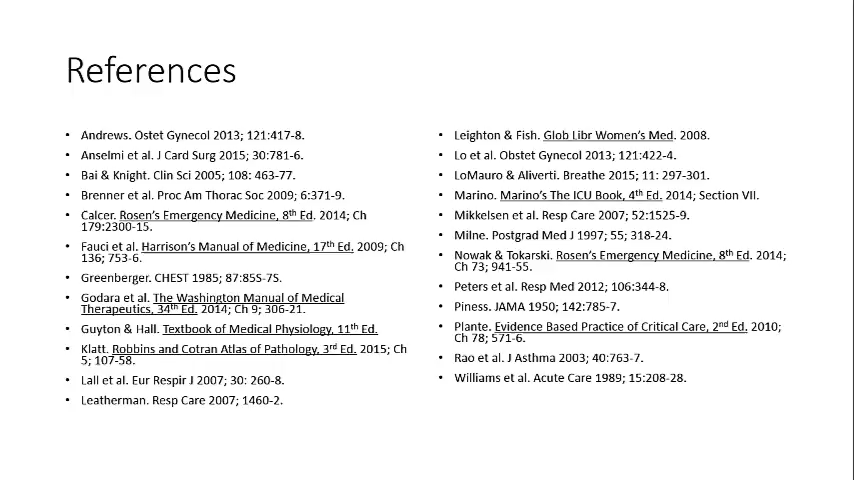 References
• Andrews. Ostet Gynecol 2013; 121:417-8.
• Anselmi et al. J Card Surg 2015; 30:781-6.
• Bai & Knight. Clin Sci 2005; 108: 463-77.
• Brenner et al. Proc Am Thorac Soc 2009; 6:371-9.
• Calcer. Rosen's Emergency Medicine, 8th Ed. 2014; Ch
179:2300-15.
• Fauci et al. Harrison's Manual of Medicine, 17th Ed. 2009; Ch
136; 753-6.
• Greenberger. CHEST 1985; 87:85S-7S.
• Godara et al. The Washington Manual of Medical
Therapeutics, 34th Ed. 2014; Ch 9; 306-21.
• Guyton & Hall. Textbook of Medical Physiology, 11th Ed.
• Klatt. Robbins and Cotran Atlas of Pathology, 3rd Ed. 2015; Ch
5; 107-58.
• Lall et al. Eur Respir J 2007; 30: 260-8.
• Leatherman. Resp Care 2007; 1460-2.
• Leighton & Fish. Glob Libr Women's Med. 2008.
• Lo et al. Obstet Gynecol 2013; 121:422-4.
• LoMauro & Aliverti. Breathe 2015; 11: 297-301.
• Marino. Marino's The ICU Book, 4th Ed. 2014; Section VII.
• Mikkelsen et al. Resp Care 2007; 52:1525-9.
• Milne. Postgrad Med J 1997; 55; 318-24.
• Nowak & Tokarski. Rosen's Emergency Medicine, 8th Ed. 2014;
Ch 73; 941-55.
• Peters et al. Resp Med 2012; 106:344-8.
• Piness. JAMA 1950; 142:785-7.
• Plante. Evidence Based Practice of Critical Care, 2nd Ed. 2010;
Ch 78; 571-6.
• Rao et al. J Asthma 2003; 40:763-7.
• Williams et al. Acute Care 1989; 15:208-28.